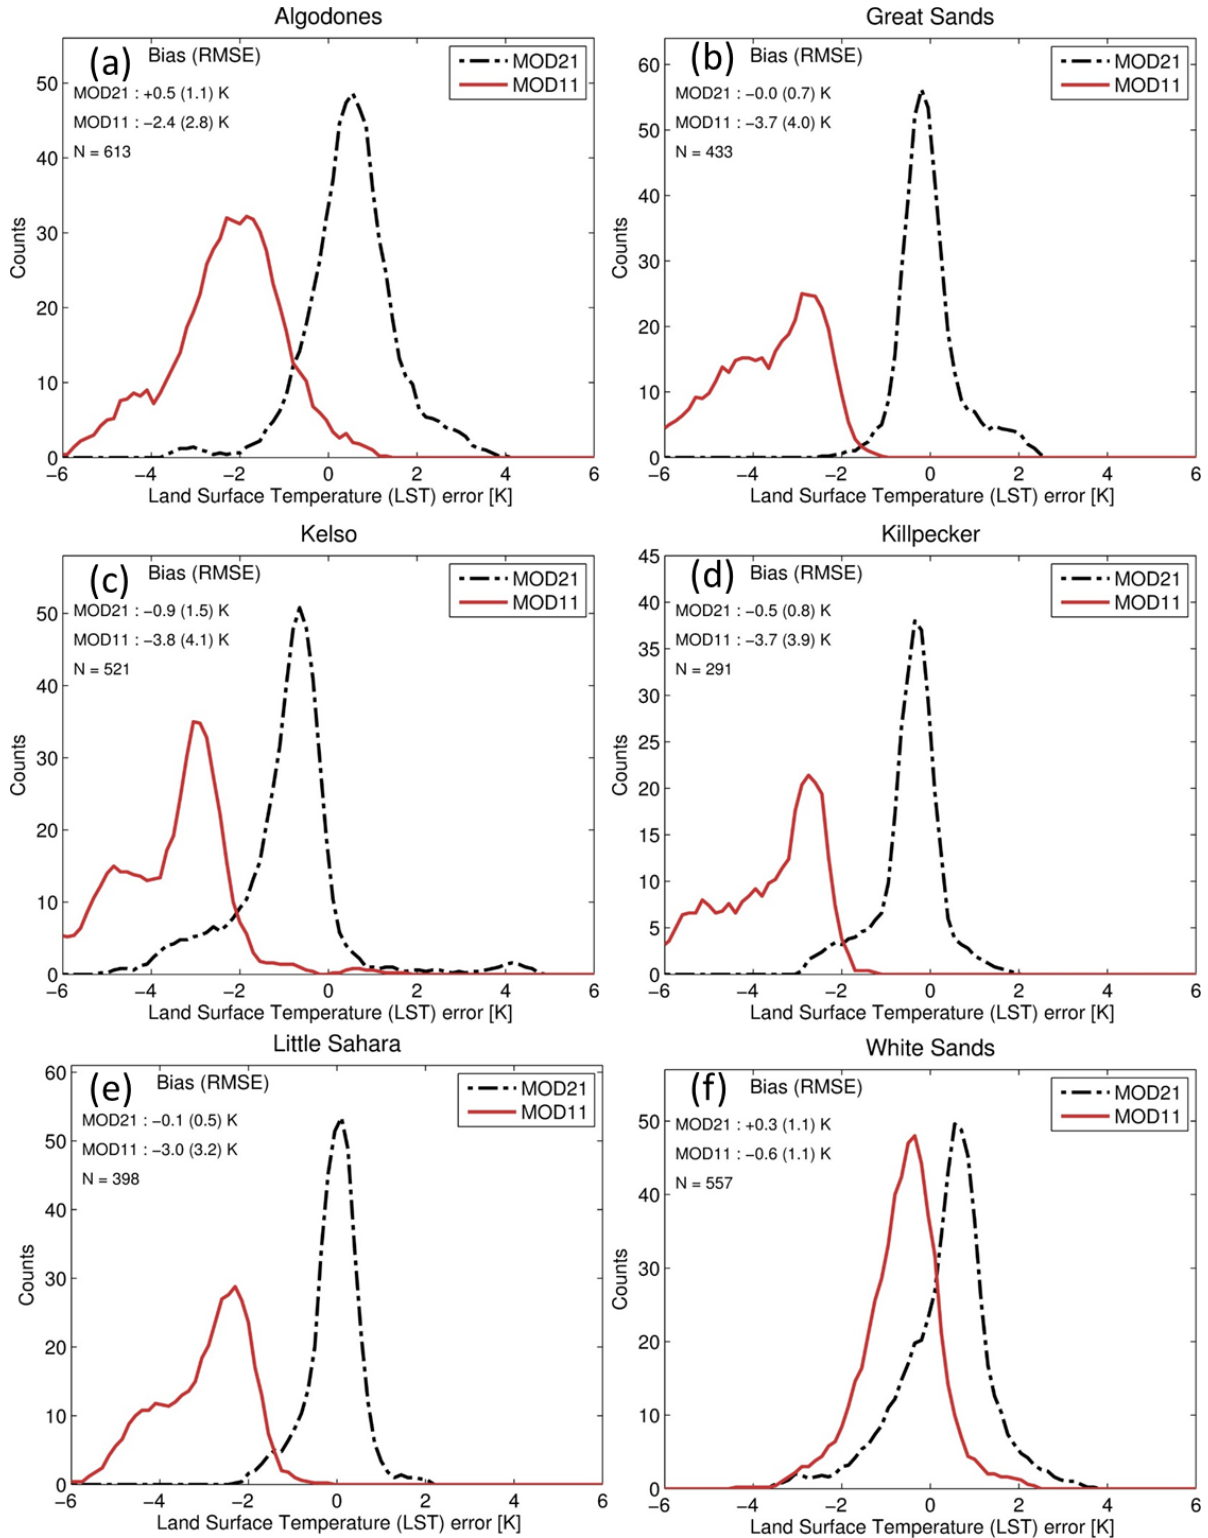 Algodones
(a) Bias (RMSE)
MOD21 : +0.5 (1.1) K
MOD11 : −2.4 (2.8) K
N = 613
MOD21
MOD11
50
40
30
20
10
0
Counts
−6 −4 −2 0 2 4 6
Land Surface Temperature (LST) error [K]
Great Sands
(b) Bias (RMSE)
MOD21 : −0.0 (0.7) K
MOD11 : −3.7 (4.0) K
N = 433
MOD21
MOD11
60
50
40
30
20
10
0
Counts
−6 −4 −2 0 2 4 6
Land Surface Temperature (LST) error [K]
Kelso
(c) Bias (RMSE)
MOD21 : −0.9 (1.5) K
MOD11 : −3.8 (4.1) K
N = 521
MOD21
MOD11
50
40
30
20
10
0
Counts
−6 −4 −2 0 2 4 6
Land Surface Temperature (LST) error [K]
Killpecker
(d) Bias (RMSE)
MOD21 : −0.5 (0.8) K
MOD11 : −3.7 (3.9) K
N = 291
MOD21
MOD11
45
40
35
30
25
20
15
10
5
0
Counts
−6 −4 −2 0 2 4 6
Land Surface Temperature (LST) error [K]
Little Sahara
(e) Bias (RMSE)
MOD21 : −0.1 (0.5) K
MOD11 : −3.0 (3.2) K
N = 398
MOD21
MOD11
60
50
40
30
20
10
0
Counts
−6 −4 −2 0 2 4 6
Land Surface Temperature (LST) error [K]
White Sands
(f) Bias (RMSE)
MOD21 : +0.3 (1.1) K
MOD11 : −0.6 (1.1) K
N = 557
MOD21
MOD11
50
40
30
20
10
0
Counts
−6 −4 −2 0 2 4 6
Land Surface Temperature (LST) error [K]